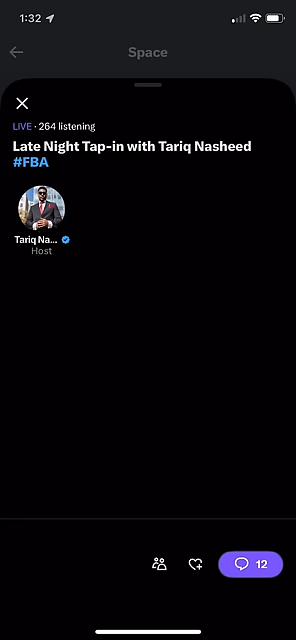 1:32
Space
LIVE · 264 listening
Late Night Tap-in with Tariq Nasheed
#FBA
Tariq Na...
Host
12